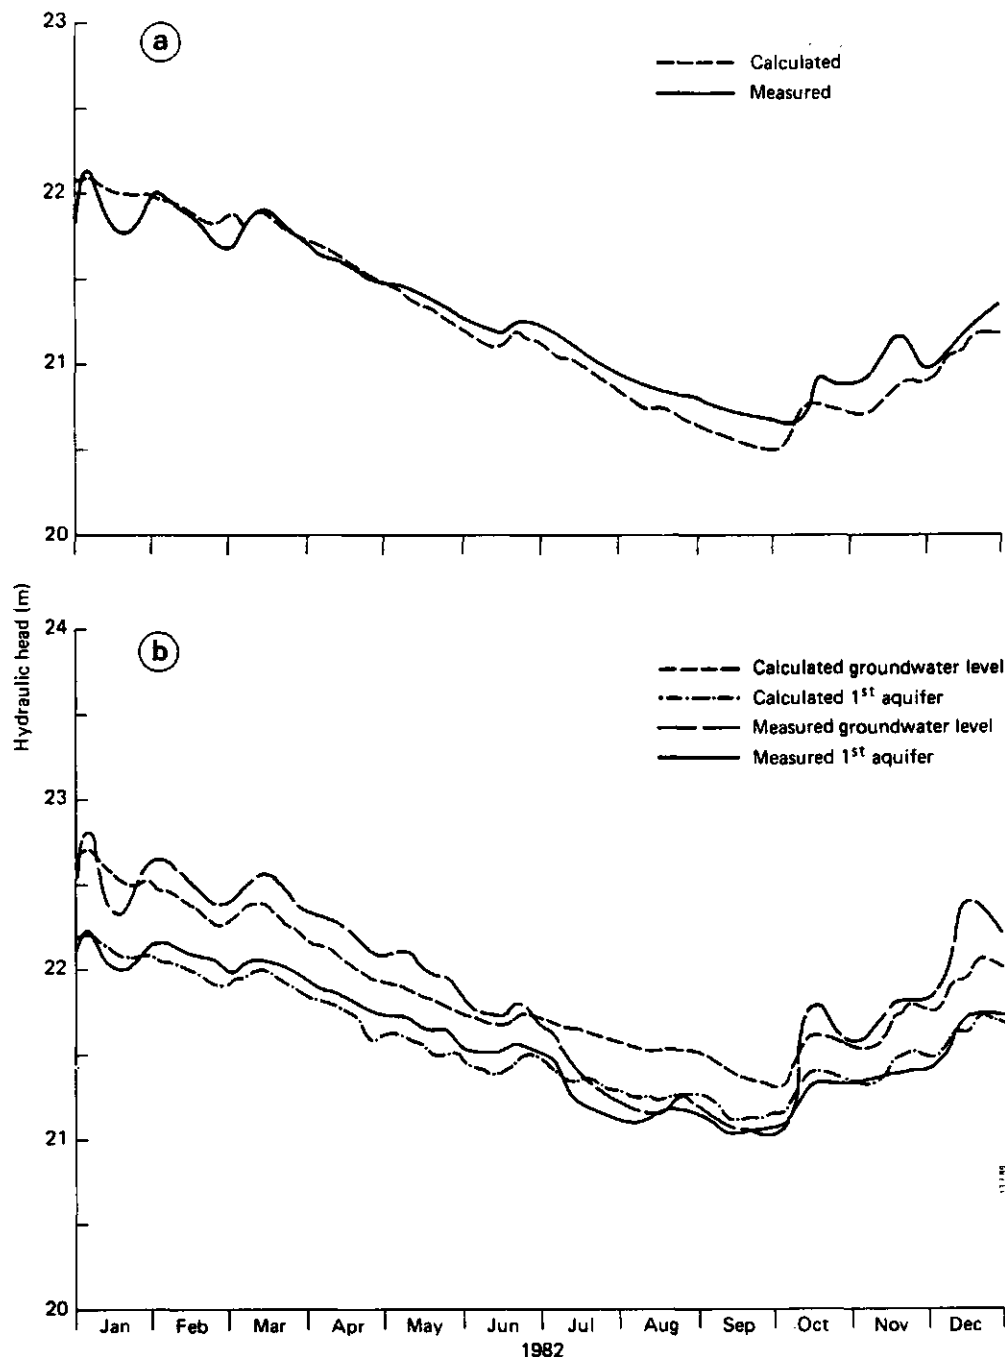 23
a
Calculated
Measured
22
21
20
Hydraulic head (m)
24
b
Calculated groundwater level
Calculated 1st aquifer
Measured groundwater level
Measured 1st aquifer
23
22
21
20
Jan Feb Mar Apr May Jun Jul Aug Sep Oct Nov Dec
1982